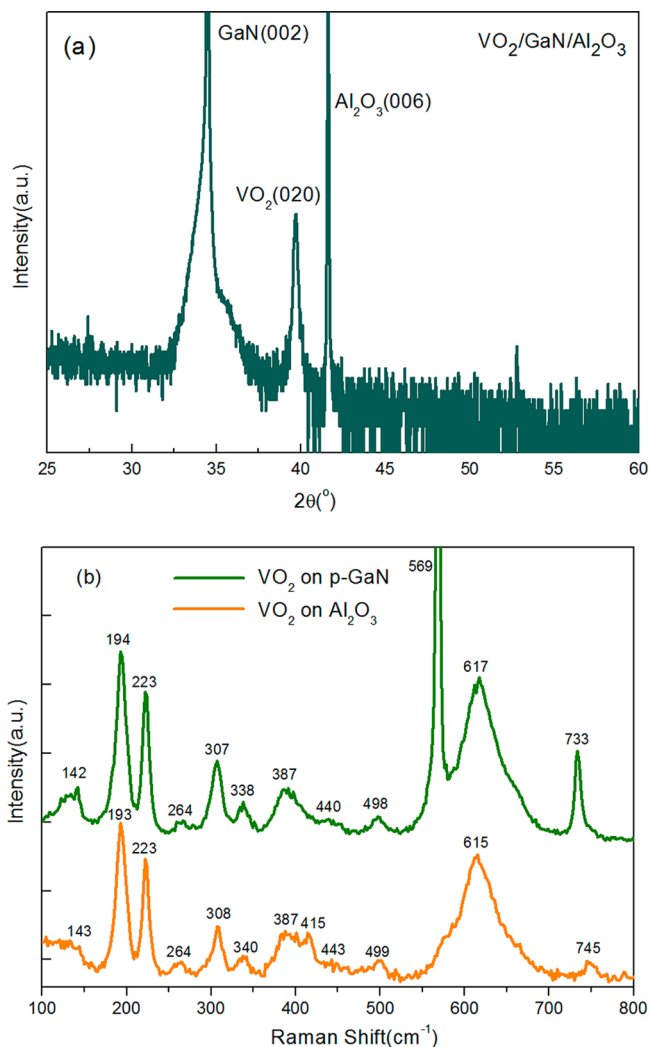 (a)
GaN(002)
VO₂/GaN/Al₂O₃
Al₂O₃(006)
VO₂(020)
Intensity(a.u.)
25 30 35 40 45 50 55 60
2θ(°)
(b)
VO₂ on p-GaN
VO₂ on Al₂O₃
569
194
223
617
733
307
142
387
338
264
440
498
193
223
615
308
387
415
143
264
340
443
499
745
Intensity(a.u.)
100 200 300 400 500 600 700 800
Raman Shift(cm⁻¹)